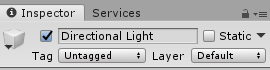 Inspector Services
Directional Light Static
Tag Untagged Layer Default